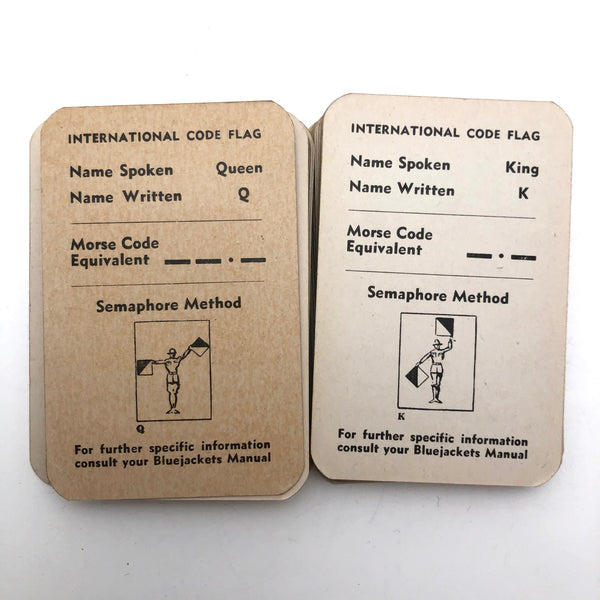 INTERNATIONAL CODE FLAG
Name Spoken Queen
Name Written Q
Morse Code
Equivalent — — · —
Semaphore Method
Q
For further specific information
consult your Bluejackets Manual
INTERNATIONAL CODE FLAG
Name Spoken King
Name Written K
Morse Code
Equivalent — · —
Semaphore Method
K
For further specific information
consult your Bluejackets Manual